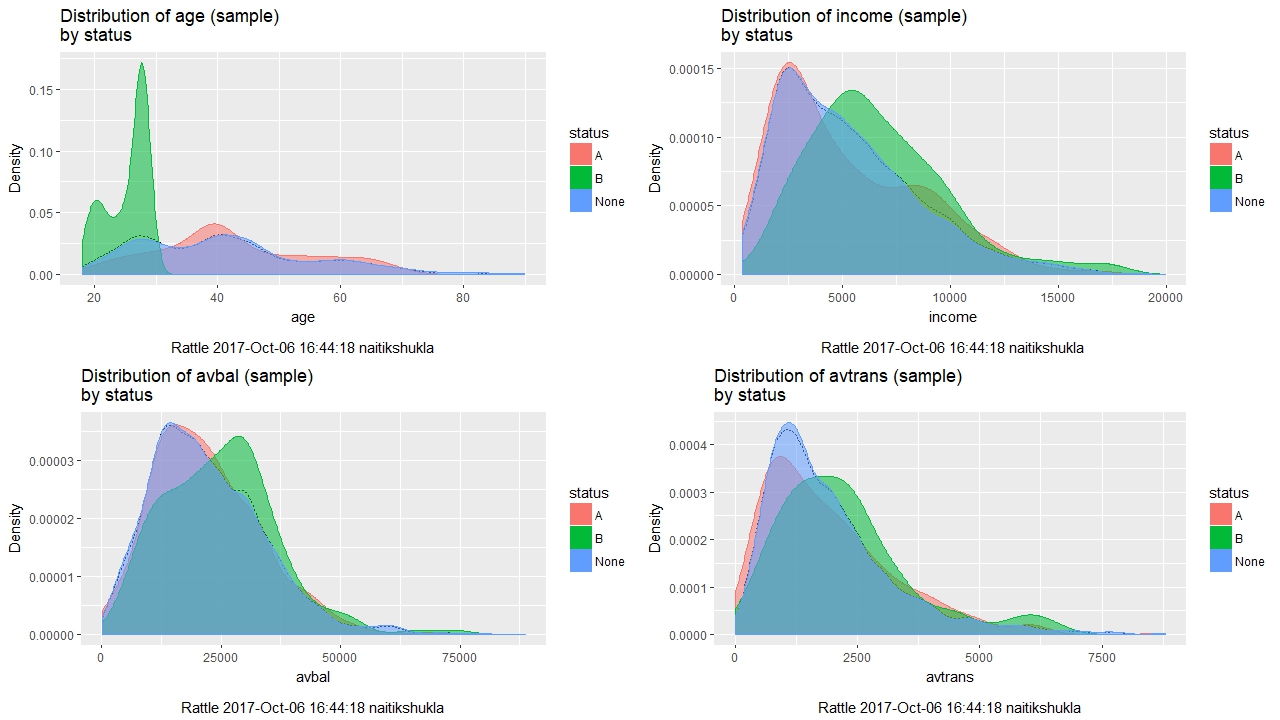 Distribution of age (sample)
by status
0.15
0.10
0.05
0.00
Density
20 40 60 80
age
status
A
B
None
Rattle 2017-Oct-06 16:44:18 naitikshukla
Distribution of income (sample)
by status
0.00015
0.00010
0.00005
0.00000
Density
0 5000 10000 15000 20000
income
status
A
B
None
Rattle 2017-Oct-06 16:44:18 naitikshukla
Distribution of avbal (sample)
by status
0.00003
0.00002
0.00001
0.00000
Density
0 25000 50000 75000
avbal
status
A
B
None
Rattle 2017-Oct-06 16:44:18 naitikshukla
Distribution of avtrans (sample)
by status
0.0004
0.0003
0.0002
0.0001
0.0000
Density
0 2500 5000 7500
avtrans
status
A
B
None
Rattle 2017-Oct-06 16:44:18 naitikshukla